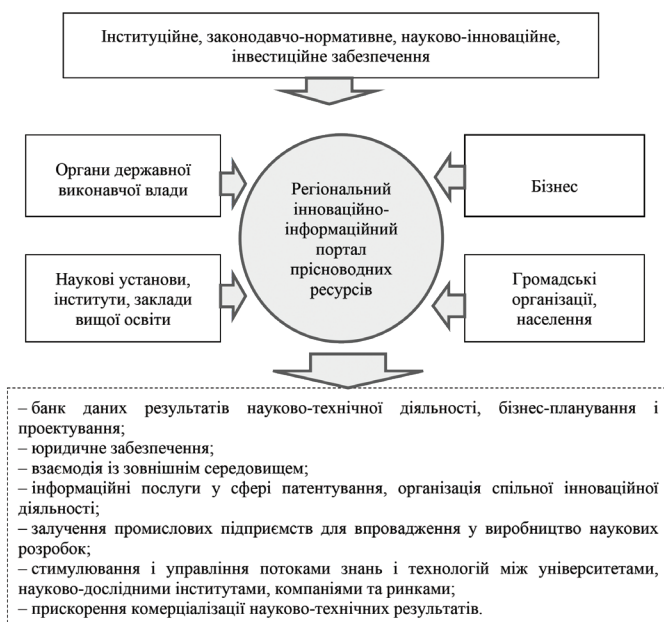 Інституційне, законодавчо-нормативне, науково-інноваційне,
інвестиційне забезпечення
Органи державної
виконавчої влади
Регіональний
інноваційно-
інформаційний
портал
прісноводних
ресурсів
Бізнес
Наукові установи,
інститути, заклади
вищої освіти
Громадські
організації,
населення
– банк даних результатів науково-технічної діяльності, бізнес-планування і
проектування;
– юридичне забезпечення;
– взаємодія із зовнішнім середовищем;
– інформаційні послуги у сфері патентування, організація спільної інноваційної
діяльності;
– залучення промислових підприємств для впровадження у виробництво наукових
розробок;
– стимулювання і управління потоками знань і технологій між університетами,
науково-дослідними інститутами, компаніями та ринками;
– прискорення комерціалізації науково-технічних результатів.